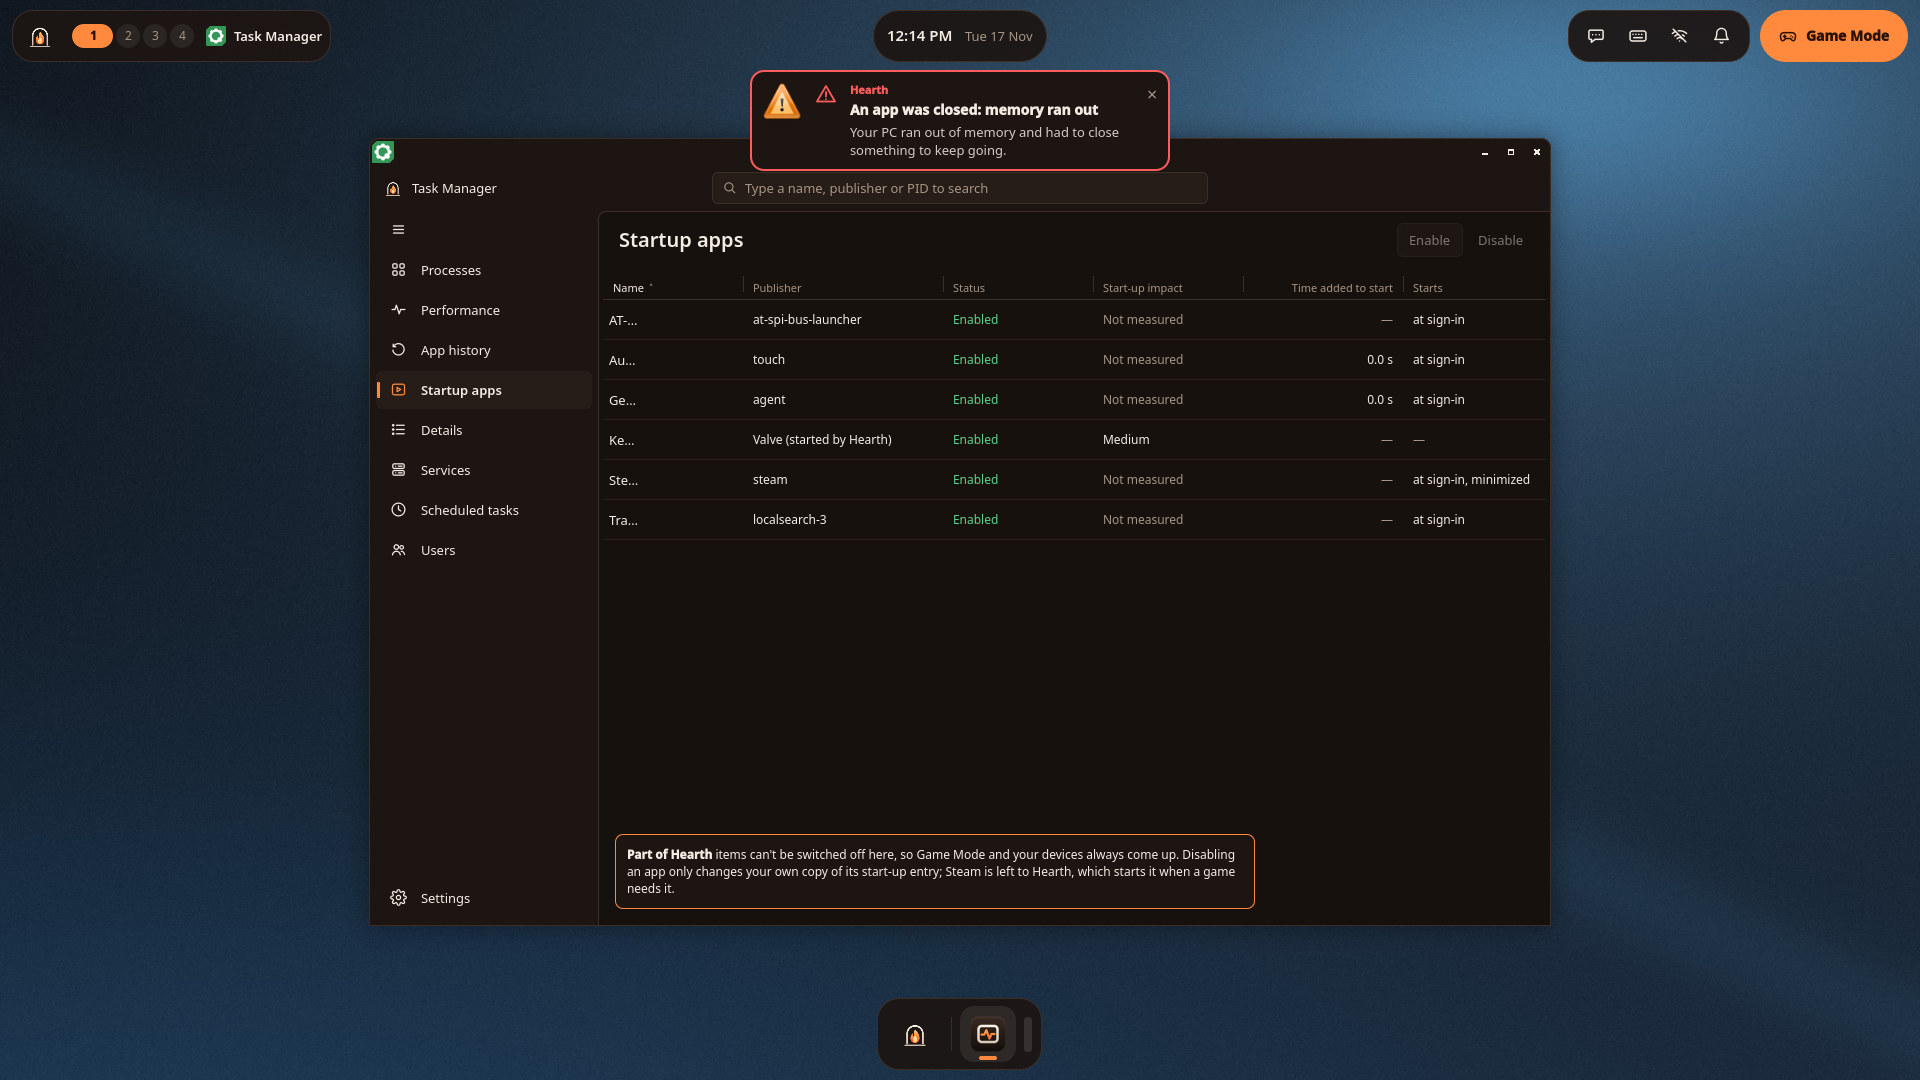 1 2 3 4 Task Manager
12:14 PM Tue 17 Nov
Game Mode
Hearth
An app was closed: memory ran out
Your PC ran out of memory and had to close
something to keep going.
Task Manager
Type a name, publisher or PID to search
Processes
Performance
App history
Startup apps
Details
Services
Scheduled tasks
Users
Settings
Startup apps
Enable Disable
Name Publisher Status Start-up impact Time added to start Starts
AT-... at-spi-bus-launcher Enabled Not measured — at sign-in
Au... touch Enabled Not measured 0.0 s at sign-in
Ge... agent Enabled Not measured 0.0 s at sign-in
Ke... Valve (started by Hearth) Enabled Medium — —
Ste... steam Enabled Not measured — at sign-in, minimized
Tra... localsearch-3 Enabled Not measured — at sign-in
Part of Hearth items can't be switched off here, so Game Mode and your devices always come up. Disabling
an app only changes your own copy of its start-up entry; Steam is left to Hearth, which starts it when a game
needs it.